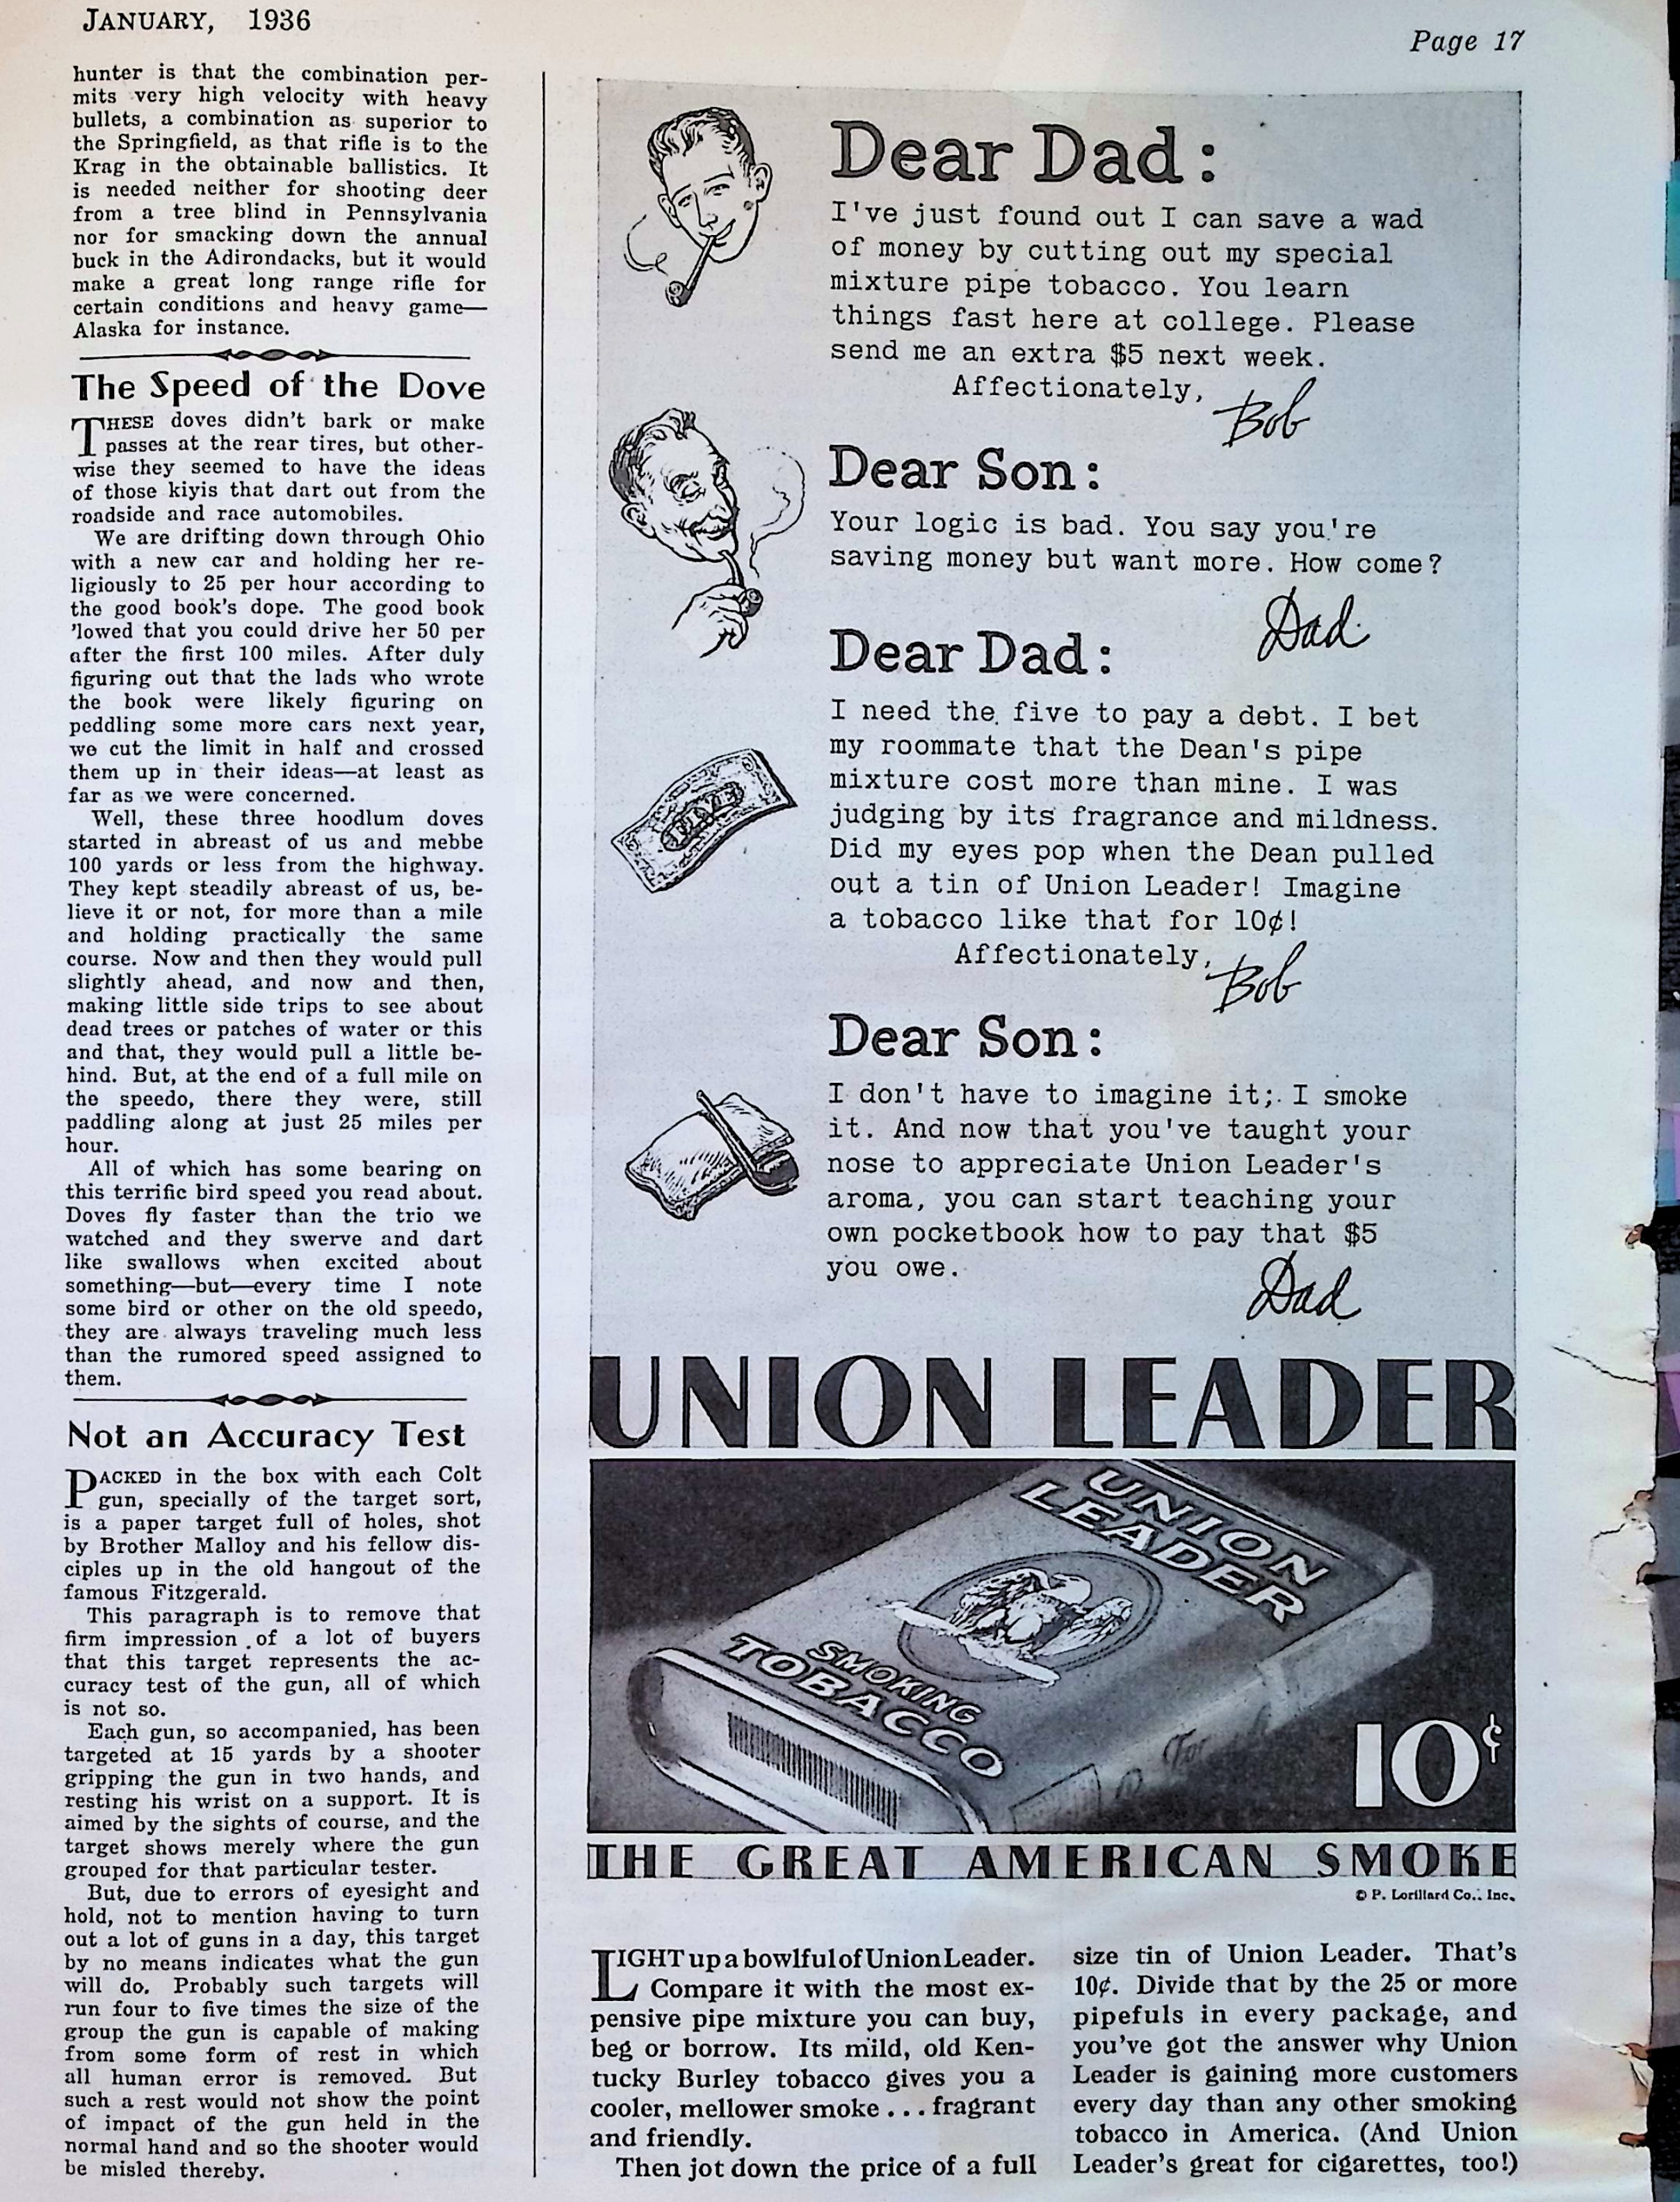 JANUARY, 1936
Page 17
hunter is that the combination per-
mits very high velocity with heavy
bullets, a combination as superior to
the Springfield, as that rifle is to the
Krag in the obtainable ballistics. It
is needed neither for shooting deer
from a tree blind in Pennsylvania
nor for smacking down the annual
buck in the Adirondacks, but it would
make a great long range rifle for
certain conditions and heavy game—
Alaska for instance.
The Speed of the Dove
THESE doves didn't bark or make
passes at the rear tires, but other-
wise they seemed to have the ideas
of those kiyis that dart out from the
roadside and race automobiles.
We are drifting down through Ohio
with a new car and holding her re-
ligiously to 25 per hour according to
the good book's dope. The good book
'lowed that you could drive her 50 per
after the first 100 miles. After duly
figuring out that the lads who wrote
the book were likely figuring on
peddling some more cars next year,
we cut the limit in half and crossed
them up in their ideas—at least as
far as we were concerned.
Well, these three hoodlum doves
started in abreast of us and mebbe
100 yards or less from the highway.
They kept steadily abreast of us, be-
lieve it or not, for more than a mile
and holding practically the same
course. Now and then they would pull
slightly ahead, and now and then,
making little side trips to see about
dead trees or patches of water or this
and that, they would pull a little be-
hind. But, at the end of a full mile on
the speedo, there they were, still
paddling along at just 25 miles per
hour.
All of which has some bearing on
this terrific bird speed you read about.
Doves fly faster than the trio we
watched and they swerve and dart
like swallows when excited about
something—but—every time I note
some bird or other on the old speedo,
they are always traveling much less
than the rumored speed assigned to
them.
Not an Accuracy Test
PACKED in the box with each Colt
gun, specially of the target sort,
is a paper target full of holes, shot
by Brother Malloy and his fellow dis-
ciples up in the old hangout of the
famous Fitzgerald.
This paragraph is to remove that
firm impression of a lot of buyers
that this target represents the ac-
curacy test of the gun, all of which
is not so.
Each gun, so accompanied, has been
targeted at 15 yards by a shooter
gripping the gun in two hands, and
resting his wrist on a support. It is
aimed by the sights of course, and the
target shows merely where the gun
grouped for that particular tester.
But, due to errors of eyesight and
hold, not to mention having to turn
out a lot of guns in a day, this target
by no means indicates what the gun
will do. Probably such targets will
run four to five times the size of the
group the gun is capable of making
from some form of rest in which
all human error is removed. But
such a rest would not show the point
of impact of the gun held in the
normal hand and so the shooter would
be misled thereby.
Dear Dad:
I've just found out I can save a wad
of money by cutting out my special
mixture pipe tobacco. You learn
things fast here at college. Please
send me an extra $5 next week.
Affectionately,
Bob
Dear Son:
Your logic is bad. You say you're
saving money but want more. How come?
Dad
Dear Dad:
I need the five to pay a debt. I bet
my roommate that the Dean's pipe
mixture cost more than mine. I was
judging by its fragrance and mildness.
Did my eyes pop when the Dean pulled
out a tin of Union Leader! Imagine
a tobacco like that for 10¢!
Affectionately,
Bob
FIVE
Dear Son:
I don't have to imagine it; I smoke
it. And now that you've taught your
nose to appreciate Union Leader's
aroma, you can start teaching your
own pocketbook how to pay that $5
you owe.
Dad
UNION LEADER
UNION
LEADER
SMOKING
TOBACCO
10¢
THE GREAT AMERICAN SMOKE
© P. Lorillard Co., Inc.
LIGHT up a bowlful of Union Leader.
Compare it with the most ex-
pensive pipe mixture you can buy,
beg or borrow. Its mild, old Ken-
tucky Burley tobacco gives you a
cooler, mellower smoke ... fragrant
and friendly.
Then jot down the price of a full
size tin of Union Leader. That's
10¢. Divide that by the 25 or more
pipefuls in every package, and
you've got the answer why Union
Leader is gaining more customers
every day than any other smoking
tobacco in America. (And Union
Leader's great for cigarettes, too!)